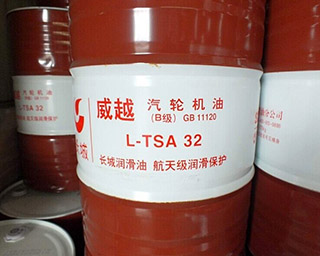 威越 汽轮机油
(B级) GB 11120
L-TSA 32
长城润滑油 航天级润滑保护